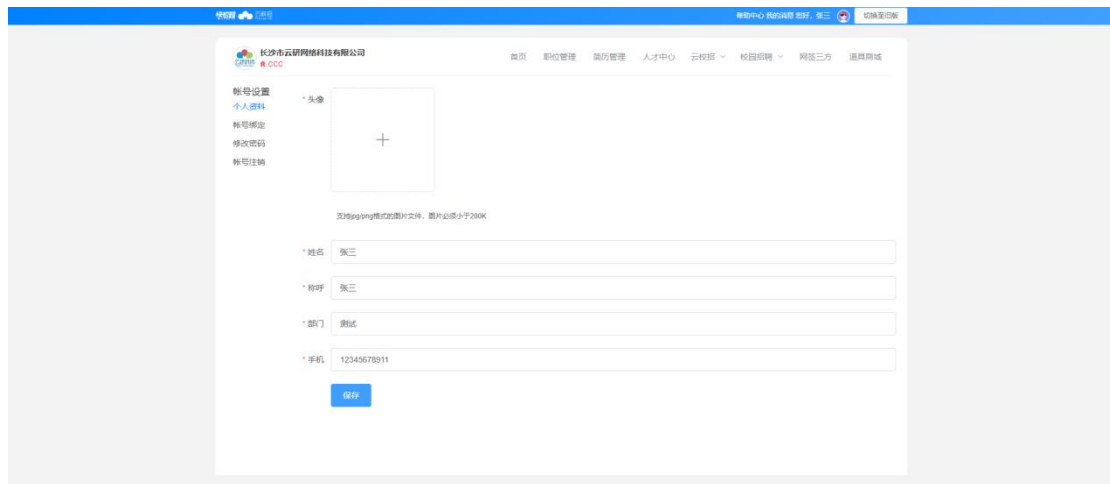 帮助中心 我的消息 您好，张三 切换至旧版
长沙市云研网络科技有限公司
CCC
首页 职位管理 简历管理 人才中心 云校招 校园招聘 网签三方 道具商城
帐号设置
个人资料
帐号绑定
修改密码
帐号注销
* 头像
支持jpg/png格式的图片文件，图片必须小于200K
* 姓名 张三
* 称呼 张三
* 部门 测试
* 手机 12345678911
保存